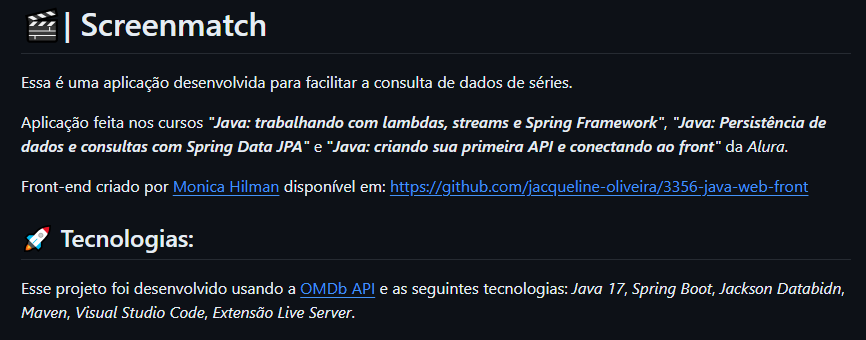 🎬| Screenmatch
Essa é uma aplicação desenvolvida para facilitar a consulta de dados de séries.
Aplicação feita nos cursos "Java: trabalhando com lambdas, streams e Spring Framework", "Java: Persistência de
dados e consultas com Spring Data JPA" e "Java: criando sua primeira API e conectando ao front" da Alura.
Front-end criado por Monica Hilman disponível em: https://github.com/jacqueline-oliveira/3356-java-web-front
🚀 Tecnologias:
Esse projeto foi desenvolvido usando a OMDb API e as seguintes tecnologias: Java 17, Spring Boot, Jackson Databidn,
Maven, Visual Studio Code, Extensão Live Server.